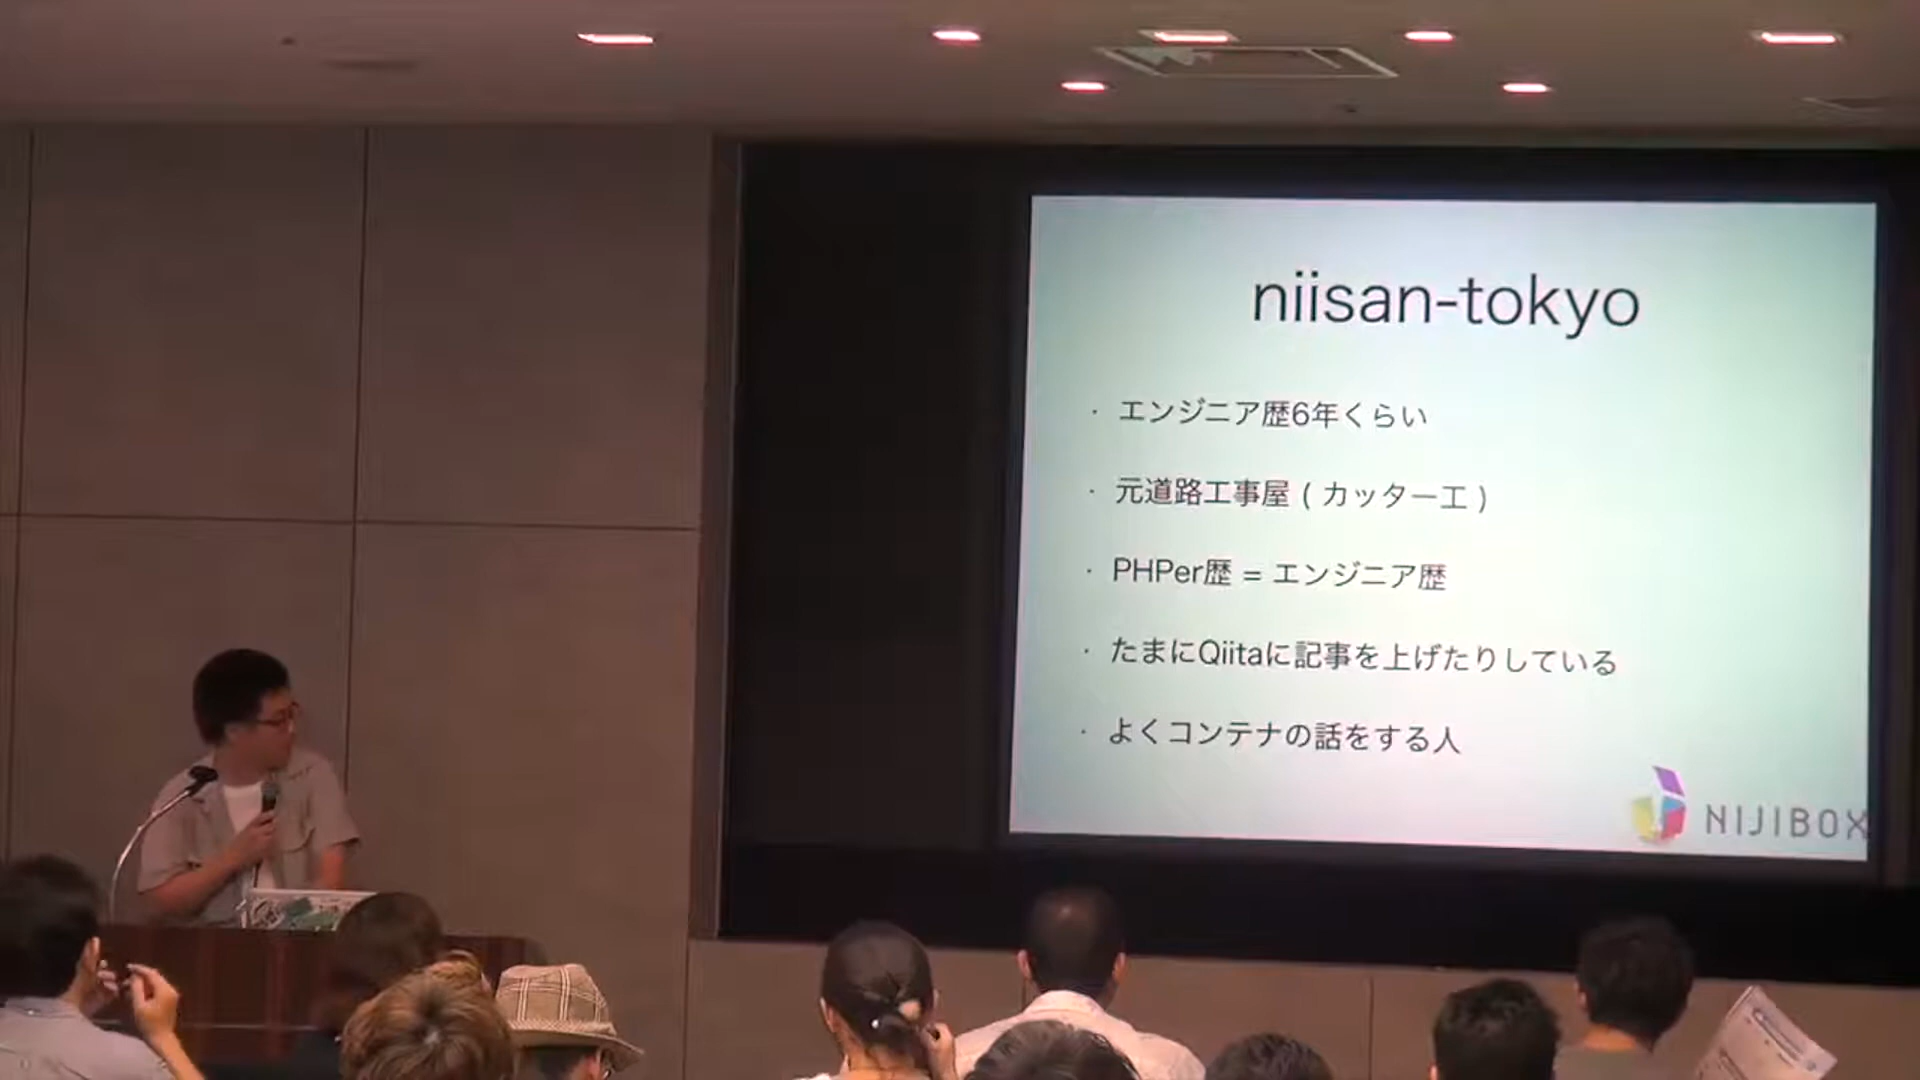 niisan-tokyo
・ エンジニア歴6年くらい
・ 元道路工事屋 ( カッター工 )
・ PHPer歴 = エンジニア歴
・ たまにQiitaに記事を上げたりしている
・ よくコンテナの話をする人
NIJIBOX